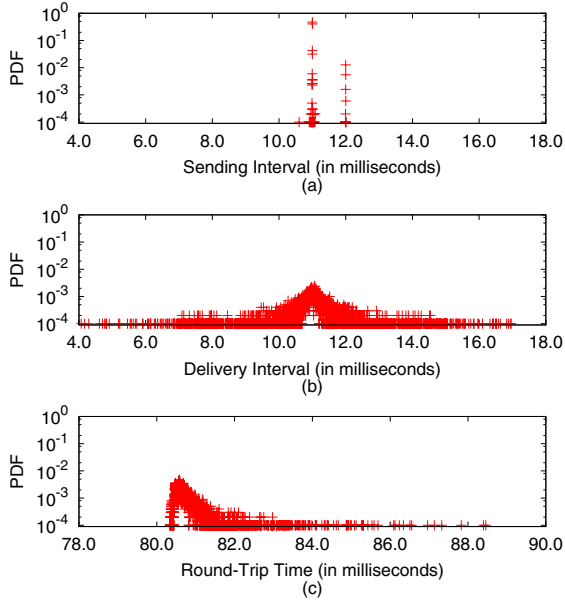 10^0
10^-1
10^-2
10^-3
10^-4
PDF
4.0 6.0 8.0 10.0 12.0 14.0 16.0 18.0
Sending Interval (in milliseconds)
(a)
10^0
10^-1
10^-2
10^-3
10^-4
PDF
4.0 6.0 8.0 10.0 12.0 14.0 16.0 18.0
Delivery Interval (in milliseconds)
(b)
10^0
10^-1
10^-2
10^-3
10^-4
PDF
78.0 80.0 82.0 84.0 86.0 88.0 90.0
Round-Trip Time (in milliseconds)
(c)